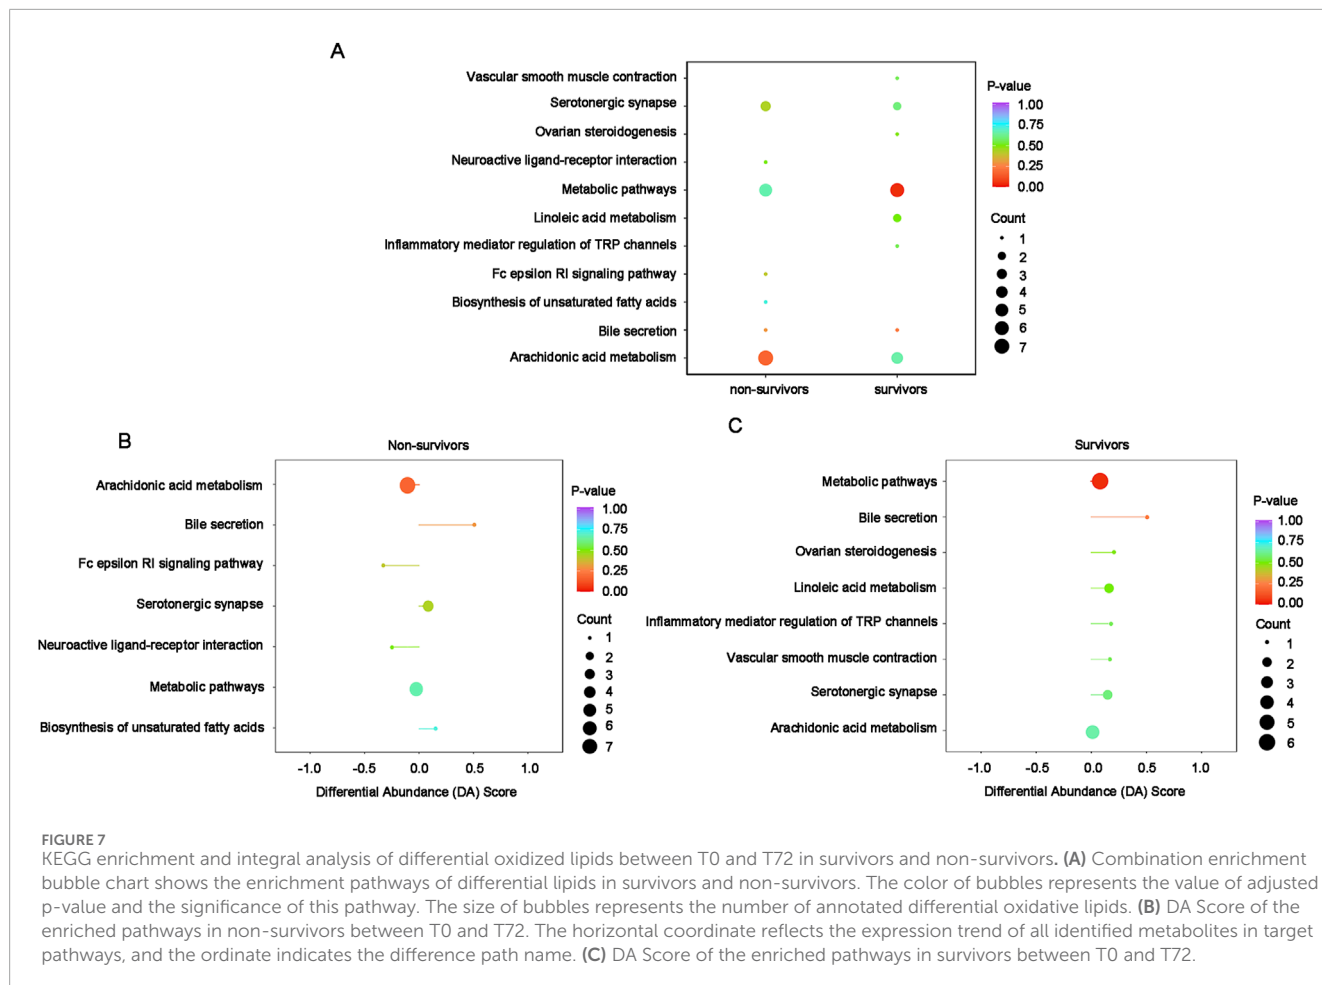 A
Vascular smooth muscle contraction
Serotonergic synapse
Ovarian steroidogenesis
Neuroactive ligand-receptor interaction
Metabolic pathways
Linoleic acid metabolism
Inflammatory mediator regulation of TRP channels
Fc epsilon RI signaling pathway
Biosynthesis of unsaturated fatty acids
Bile secretion
Arachidonic acid metabolism
non-survivors survivors
P-value
1.00
0.75
0.50
0.25
0.00
Count
1
2
3
4
5
6
7
B
Non-survivors
Arachidonic acid metabolism
Bile secretion
Fc epsilon RI signaling pathway
Serotonergic synapse
Neuroactive ligand-receptor interaction
Metabolic pathways
Biosynthesis of unsaturated fatty acids
-1.0 -0.5 0.0 0.5 1.0
Differential Abundance (DA) Score
P-value
1.00
0.75
0.50
0.25
0.00
Count
1
2
3
4
5
6
7
C
Survivors
Metabolic pathways
Bile secretion
Ovarian steroidogenesis
Linoleic acid metabolism
Inflammatory mediator regulation of TRP channels
Vascular smooth muscle contraction
Serotonergic synapse
Arachidonic acid metabolism
-1.0 -0.5 0.0 0.5 1.0
Differential Abundance (DA) Score
P-value
1.00
0.75
0.50
0.25
0.00
Count
1
2
3
4
5
6
FIGURE 7
KEGG enrichment and integral analysis of differential oxidized lipids between T0 and T72 in survivors and non-survivors. (A) Combination enrichment
bubble chart shows the enrichment pathways of differential lipids in survivors and non-survivors. The color of bubbles represents the value of adjusted
p-value and the significance of this pathway. The size of bubbles represents the number of annotated differential oxidative lipids. (B) DA Score of the
enriched pathways in non-survivors between T0 and T72. The horizontal coordinate reflects the expression trend of all identified metabolites in target
pathways, and the ordinate indicates the difference path name. (C) DA Score of the enriched pathways in survivors between T0 and T72.